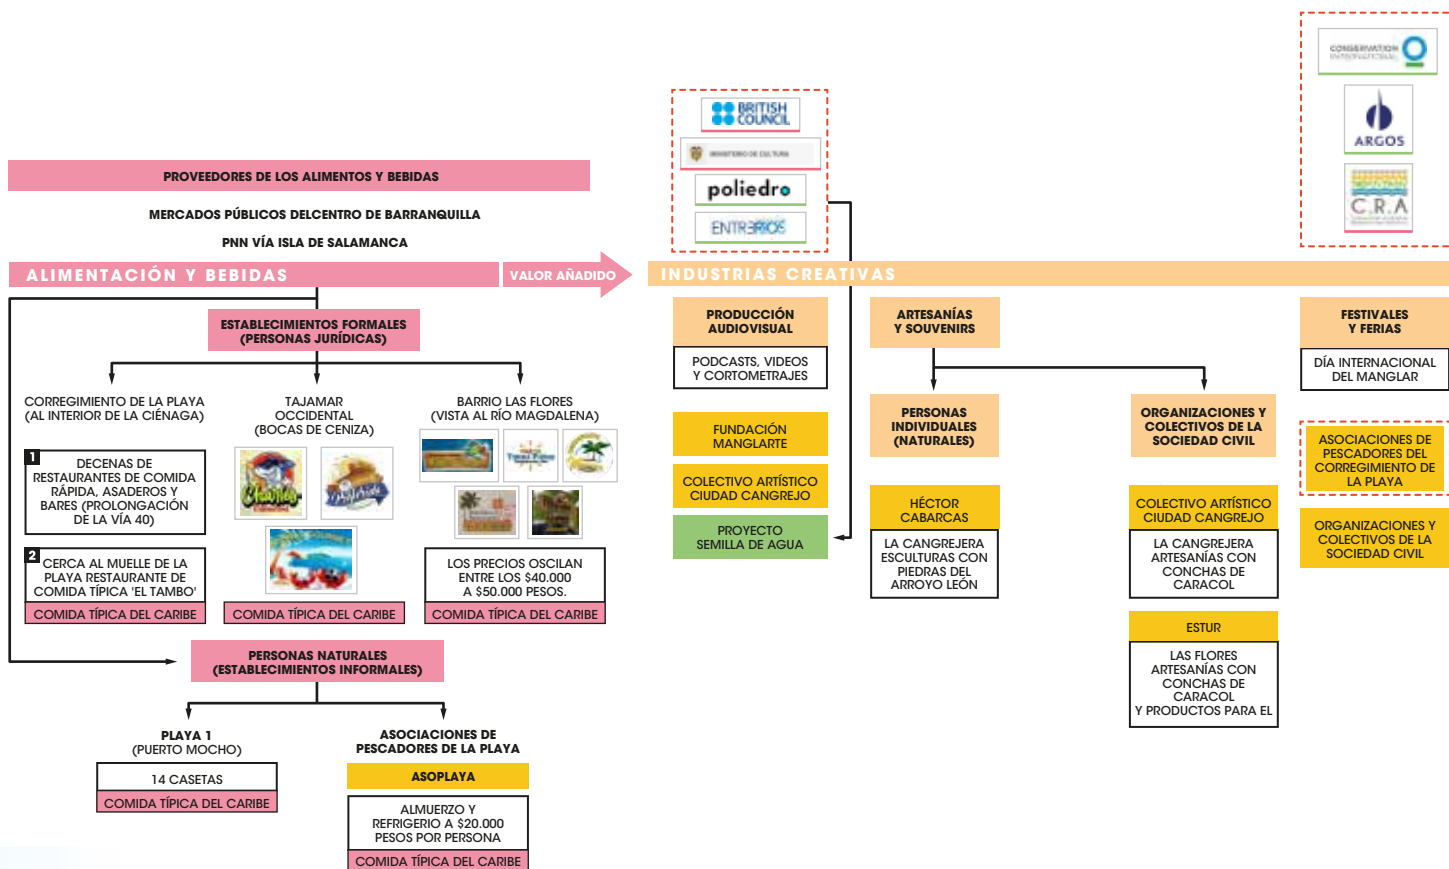 PROVEEDORES DE LOS ALIMENTOS Y BEBIDAS
MERCADOS PÚBLICOS DELCENTRO DE BARRANQUILLA
PNN VÍA ISLA DE SALAMANCA
ALIMENTACIÓN Y BEBIDAS
VALOR AÑADIDO
ESTABLECIMIENTOS FORMALES
(PERSONAS JURÍDICAS)
CORREGIMIENTO DE LA PLAYA
(AL INTERIOR DE LA CIÉNAGA)
1
DECENAS DE
RESTAURANTES DE COMIDA
RÁPIDA, ASADEROS Y
BARES (PROLONGACIÓN
DE LA VÍA 40)
2
CERCA AL MUELLE DE LA
PLAYA RESTAURANTE DE
COMIDA TÍPICA 'EL TAMBO'
COMIDA TÍPICA DEL CARIBE
TAJAMAR
OCCIDENTAL
(BOCAS DE CENIZA)
COMIDA TÍPICA DEL CARIBE
BARRIO LAS FLORES
(VISTA AL RÍO MAGDALENA)
LOS PRECIOS OSCILAN
ENTRE LOS $40.000
A $50.000 PESOS.
COMIDA TÍPICA DEL CARIBE
PERSONAS NATURALES
(ESTABLECIMIENTOS INFORMALES)
PLAYA 1
(PUERTO MOCHO)
14 CASETAS
COMIDA TÍPICA DEL CARIBE
ASOCIACIONES DE
PESCADORES DE LA PLAYA
ASOPLAYA
ALMUERZO Y
REFRIGERIO A $20.000
PESOS POR PERSONA
COMIDA TÍPICA DEL CARIBE
BRITISH
COUNCIL
MINISTERIO DE CULTURA
poliedro
ENTRERIOS
INDUSTRIAS CREATIVAS
PRODUCCIÓN
AUDIOVISUAL
PODCASTS, VIDEOS
Y CORTOMETRAJES
FUNDACIÓN
MANGLARTE
COLECTIVO ARTÍSTICO
CIUDAD CANGREJO
PROYECTO
SEMILLA DE AGUA
ARTESANÍAS
Y SOUVENIRS
PERSONAS
INDIVIDUALES
(NATURALES)
HÉCTOR
CABARCAS
LA CANGREJERA
ESCULTURAS CON
PIEDRAS DEL
ARROYO LEÓN
ORGANIZACIONES Y
COLECTIVOS DE LA
SOCIEDAD CIVIL
COLECTIVO ARTÍSTICO
CIUDAD CANGREJO
LA CANGREJERA
ARTESANÍAS CON
CONCHAS DE
CARACOL
ESTUR
LAS FLORES
ARTESANÍAS CON
CONCHAS DE
CARACOL
Y PRODUCTOS PARA EL
CONSERVATION
INTERNATIONAL
ARGOS
C.R.A
FESTIVALES
Y FERIAS
DÍA INTERNACIONAL
DEL MANGLAR
ASOCIACIONES DE
PESCADORES DEL
CORREGIMIENTO DE
LA PLAYA
ORGANIZACIONES Y
COLECTIVOS DE LA
SOCIEDAD CIVIL